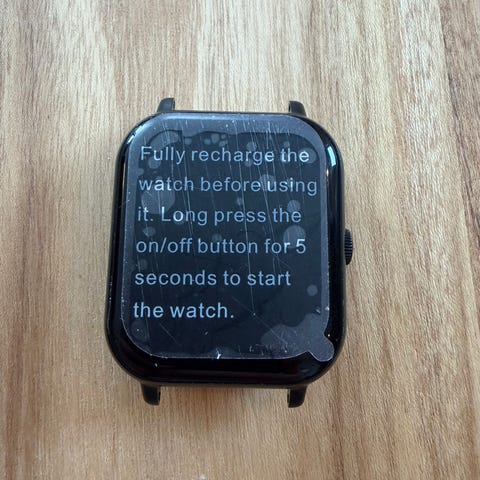 Fully recharge the
watch before using
it. Long press the
on/off button for 5
seconds to start
the watch.